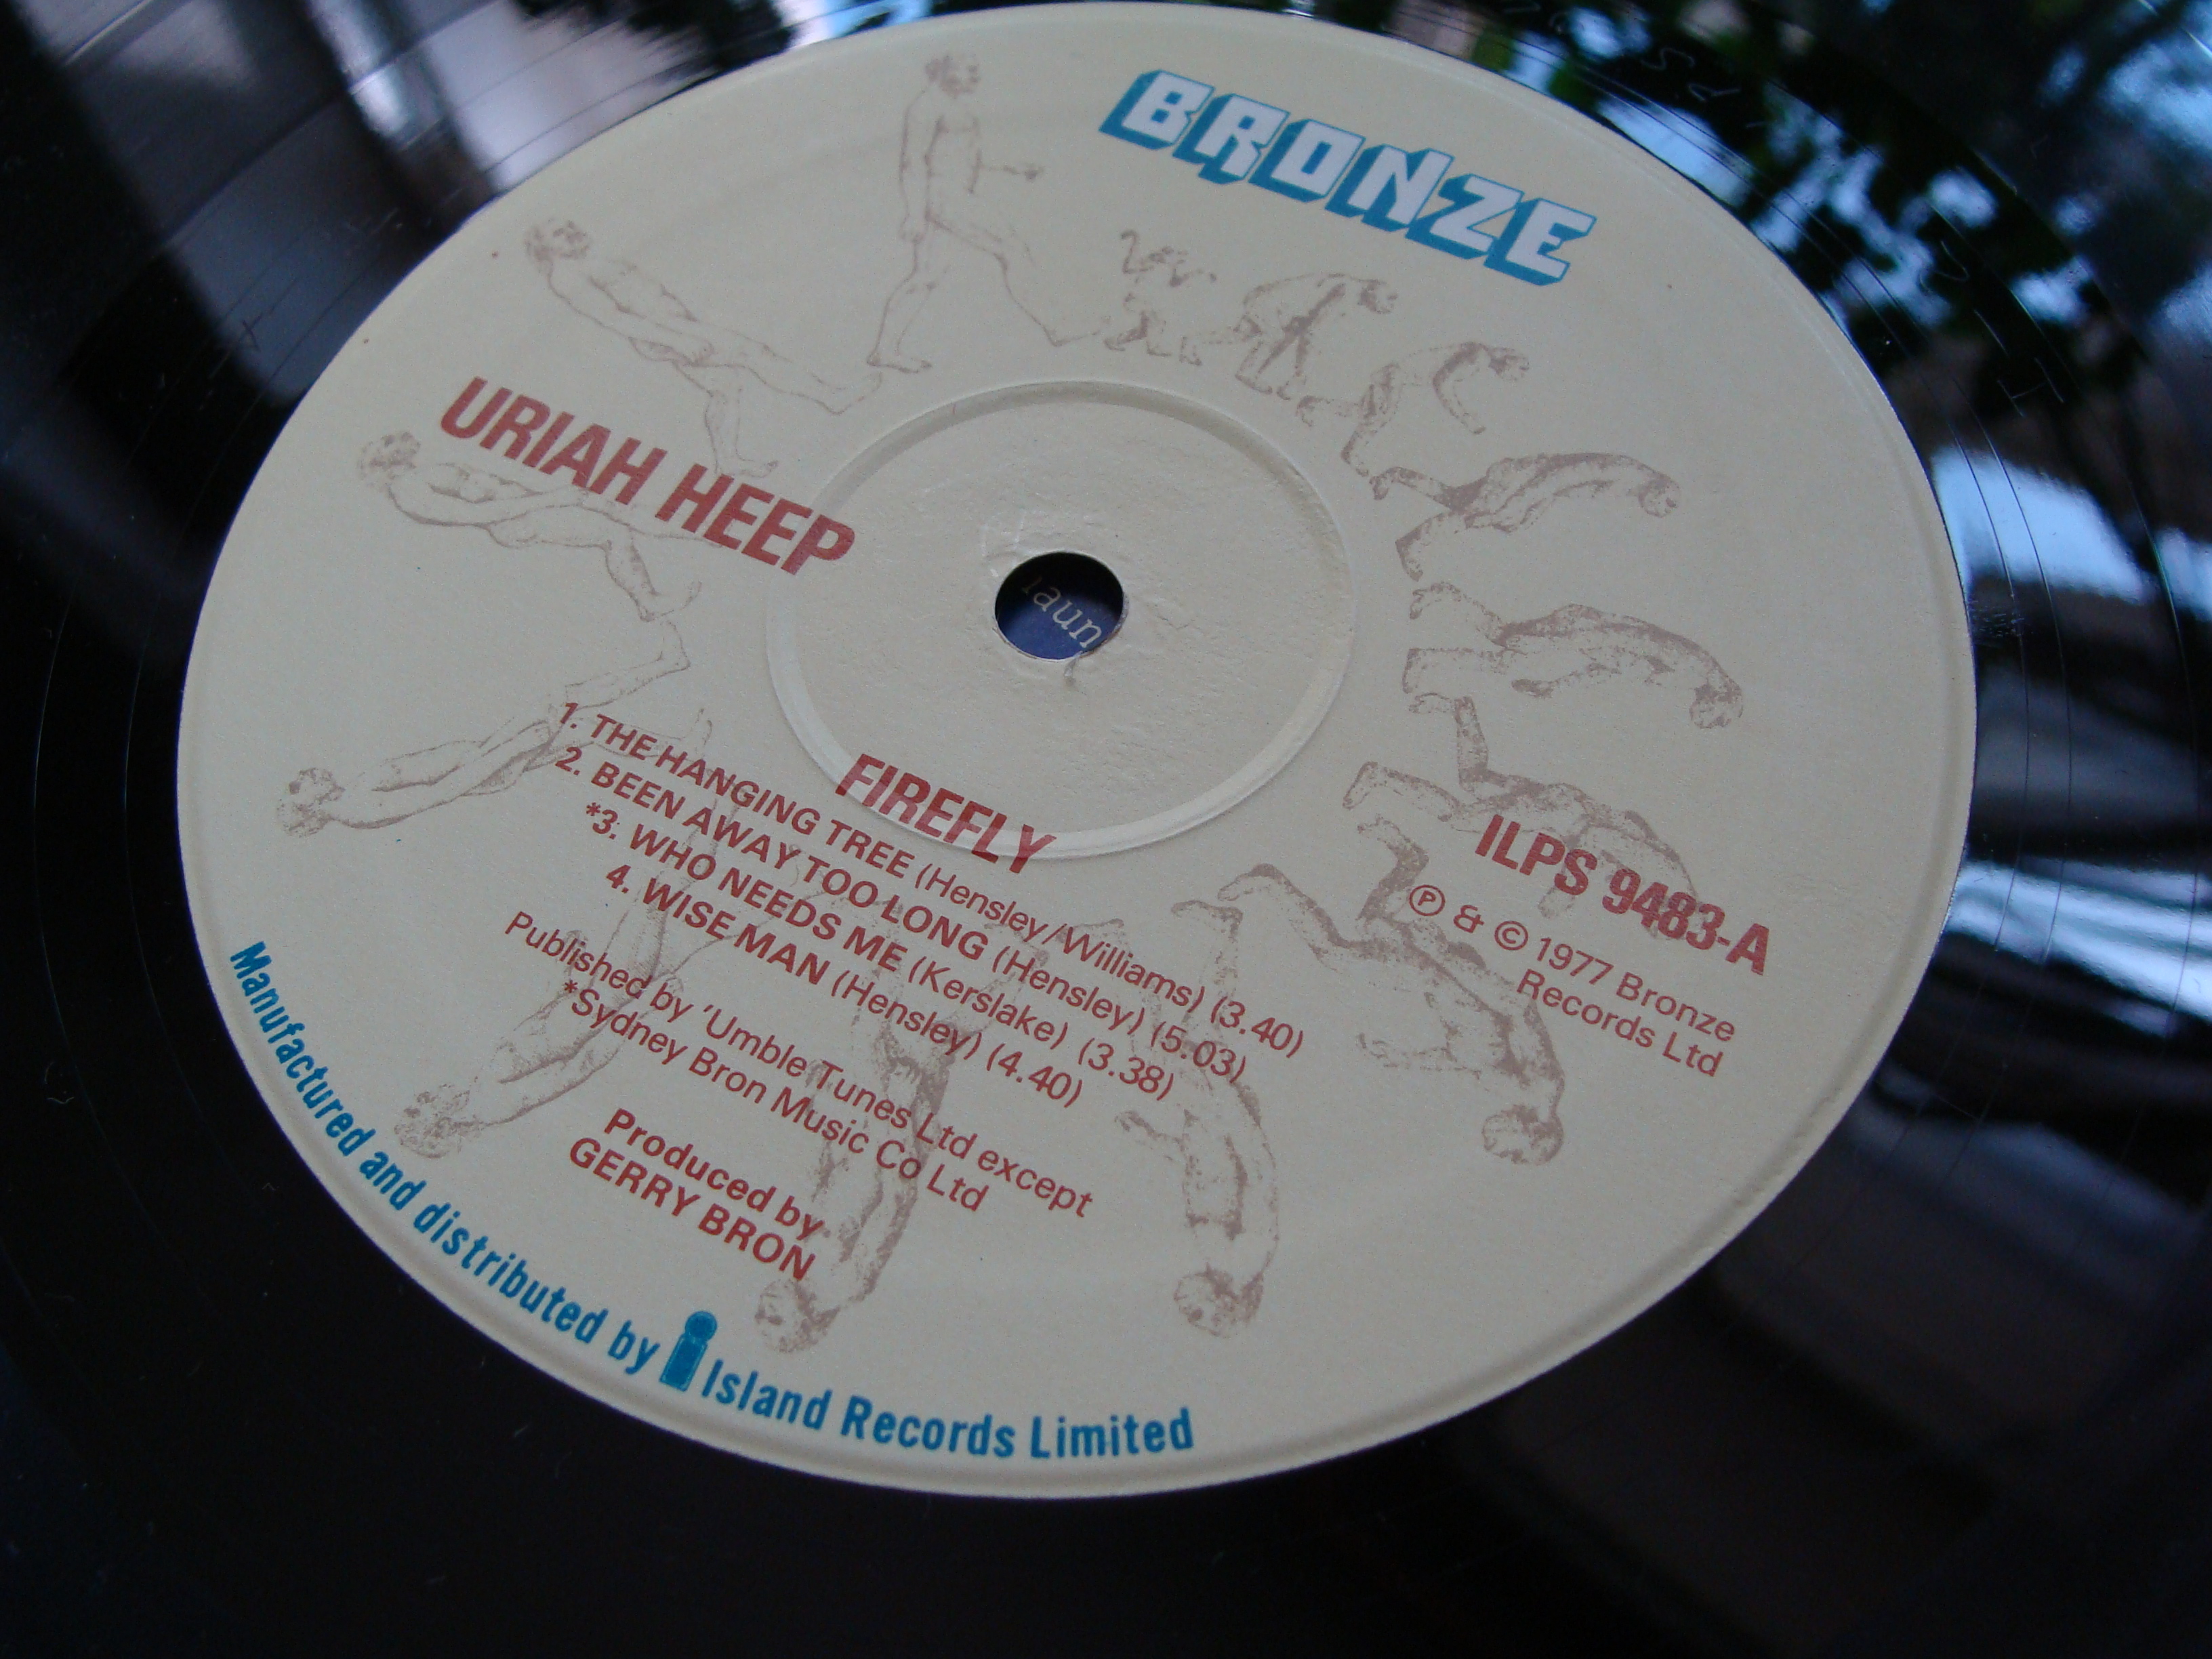 BRONZE
URIAH HEEP
laun
FIREFLY
1. THE HANGING TREE (Hensley/Williams) (3.40)
2. BEEN AWAY TOO LONG (Hensley) (5.03)
*3. WHO NEEDS ME (Kerslake) (3.38)
4. WISE MAN (Hensley) (4.40)
Published by 'Umble Tunes Ltd except
*Sydney Bron Music Co Ltd
Produced by
GERRY BRON
ILPS 9483-A
℗ & © 1977 Bronze
Records Ltd
Manufactured and distributed by i Island Records Limited